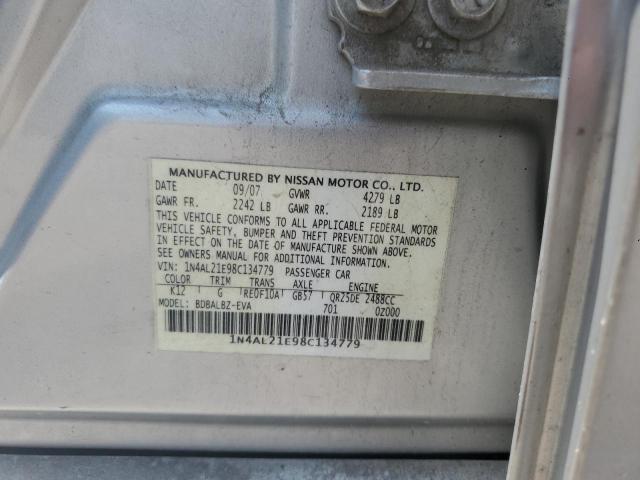 MANUFACTURED BY NISSAN MOTOR CO., LTD.
DATE 09/07 GVWR 4279 LB
GAWR FR. 2242 LB GAWR RR. 2189 LB
THIS VEHICLE CONFORMS TO ALL APPLICABLE FEDERAL MOTOR
VEHICLE SAFETY, BUMPER AND THEFT PREVENTION STANDARDS
IN EFFECT ON THE DATE OF MANUFACTURE SHOWN ABOVE.
SEE OWNERS MANUAL FOR ADDITIONAL INFORMATION.
VIN: 1N4AL21E98C134779 PASSENGER CAR
COLOR TRIM TRANS AXLE ENGINE
K12 G RE0F10A GB57 QR25DE 2488CC
MODEL: BDBALBZ-EVA 701 0Z000
1N4AL21E98C134779